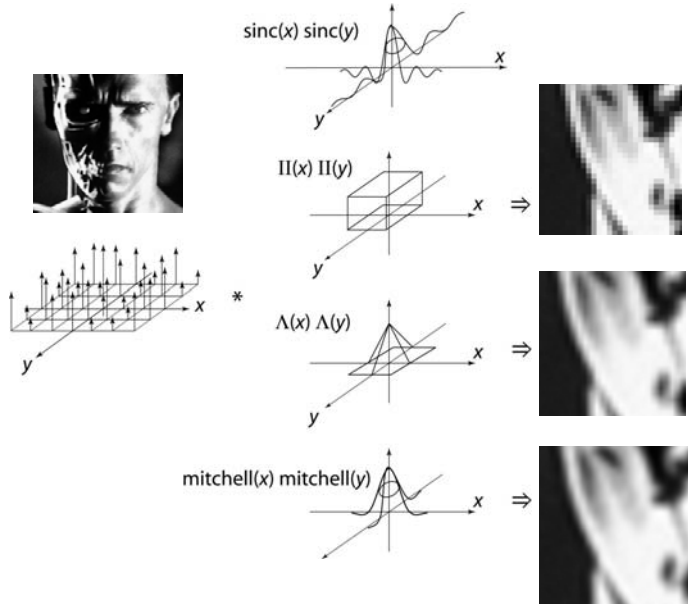 sinc(x) sinc(y)
x
y
Π(x) Π(y)
x
⇒
y
x
*
y
Λ(x) Λ(y)
x
⇒
y
mitchell(x) mitchell(y)
x
⇒
y